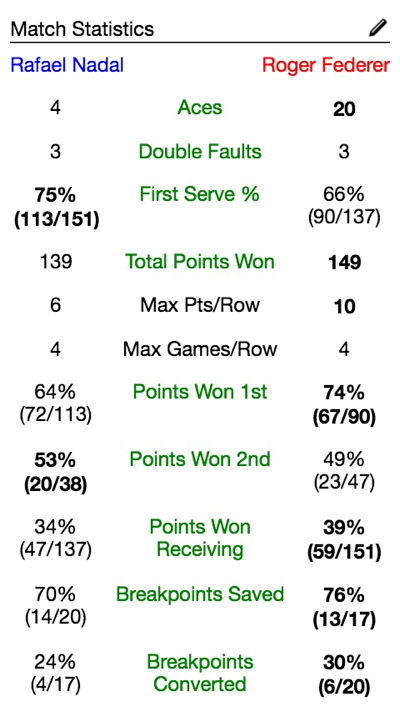 Match Statistics
Rafael Nadal Roger Federer
4 Aces 20
3 Double Faults 3
75% First Serve % 66%
(113/151) (90/137)
139 Total Points Won 149
6 Max Pts/Row 10
4 Max Games/Row 4
64% Points Won 1st 74%
(72/113) (67/90)
53% Points Won 2nd 49%
(20/38) (23/47)
34% Points Won 39%
(47/137) Receiving (59/151)
70% Breakpoints Saved 76%
(14/20) (13/17)
24% Breakpoints 30%
(4/17) Converted (6/20)